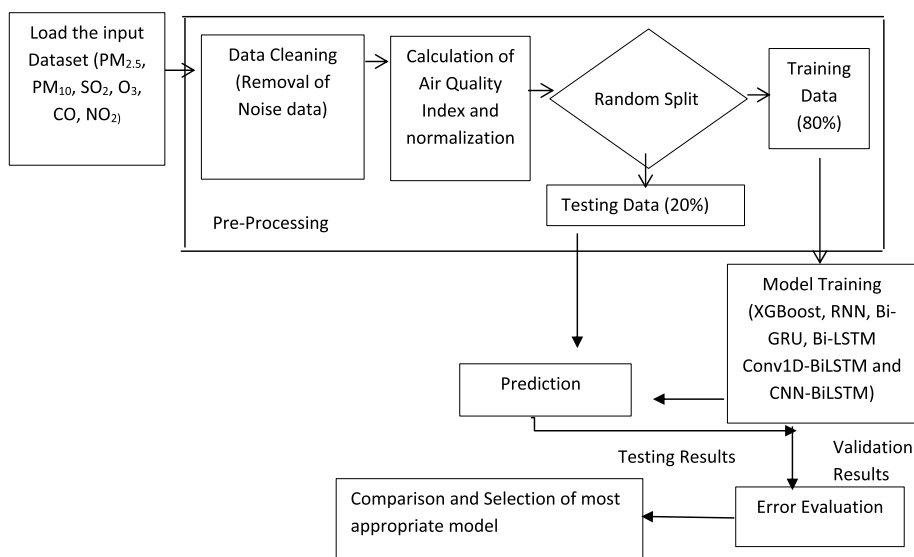 Load the input
Dataset (PM₂.₅,
PM₁₀, SO₂, O₃,
CO, NO₂)
Data Cleaning
(Removal of
Noise data)
Calculation of
Air Quality
Index and
normalization
Random Split
Training
Data
(80%)
Testing Data (20%)
Pre-Processing
Model Training
(XGBoost, RNN, Bi-
GRU, Bi-LSTM
Conv1D-BiLSTM and
CNN-BiLSTM)
Prediction
Testing Results
Validation
Results
Error Evaluation
Comparison and Selection of most
appropriate model